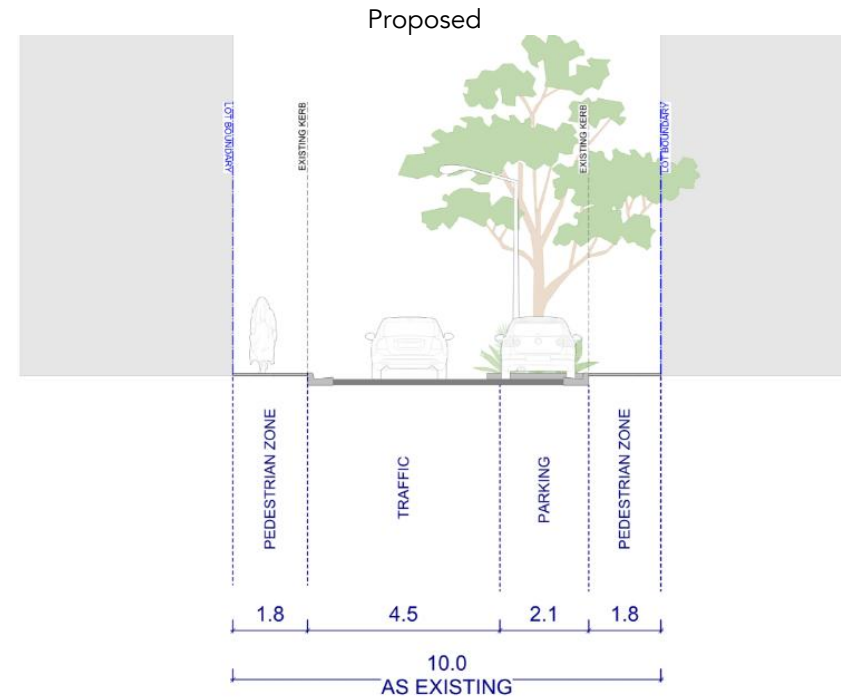 Proposed
LOT BOUNDARY
EXISTING KERB
EXISTING KERB
LOT BOUNDARY
PEDESTRIAN ZONE
TRAFFIC
PARKING
PEDESTRIAN ZONE
1.8
4.5
2.1
1.8
10.0
AS EXISTING